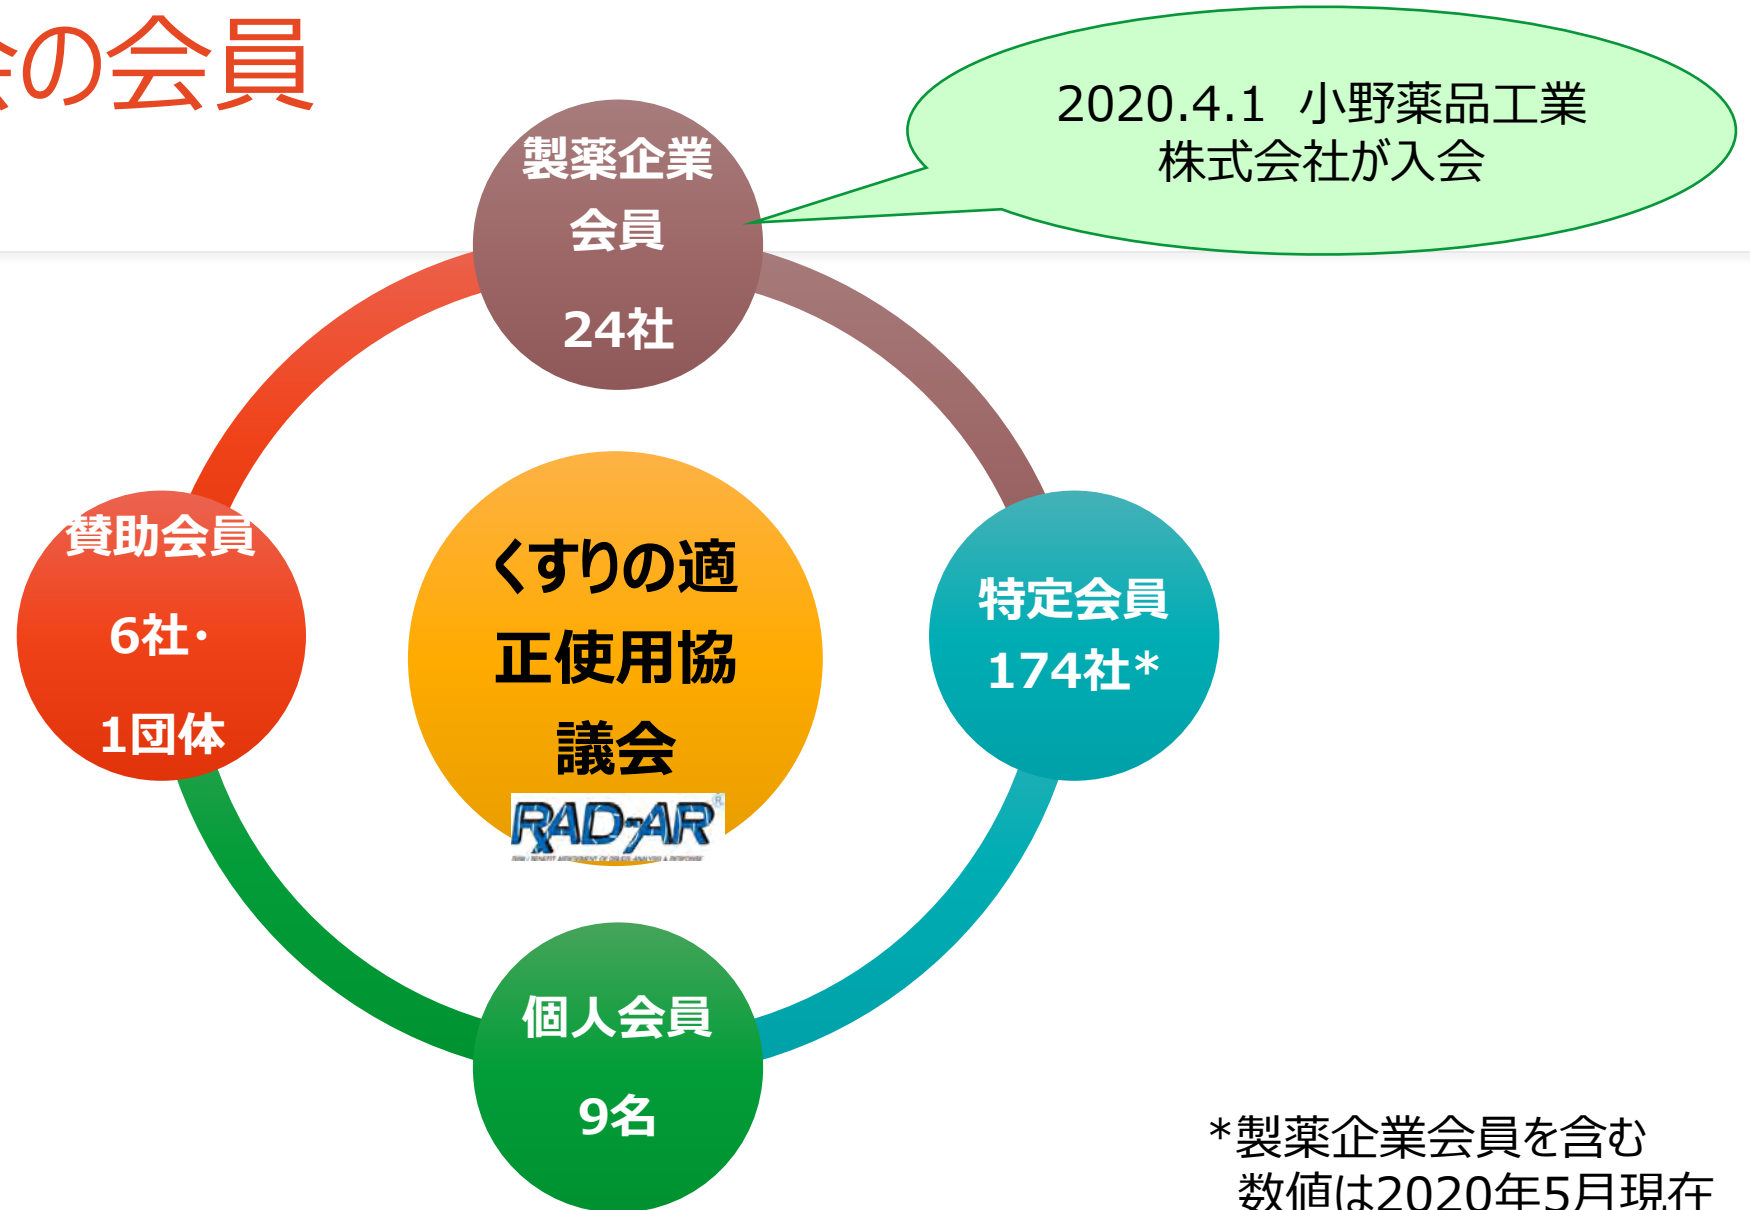 会の会員
2020.4.1 小野薬品工業
株式会社が入会
製薬企業
会員
24社
賛助会員
6社・
1団体
くすりの適
正使用協
議会
RAD-AR®
特定会員
174社*
個人会員
9名
*製薬企業会員を含む
数値は2020年5月現在